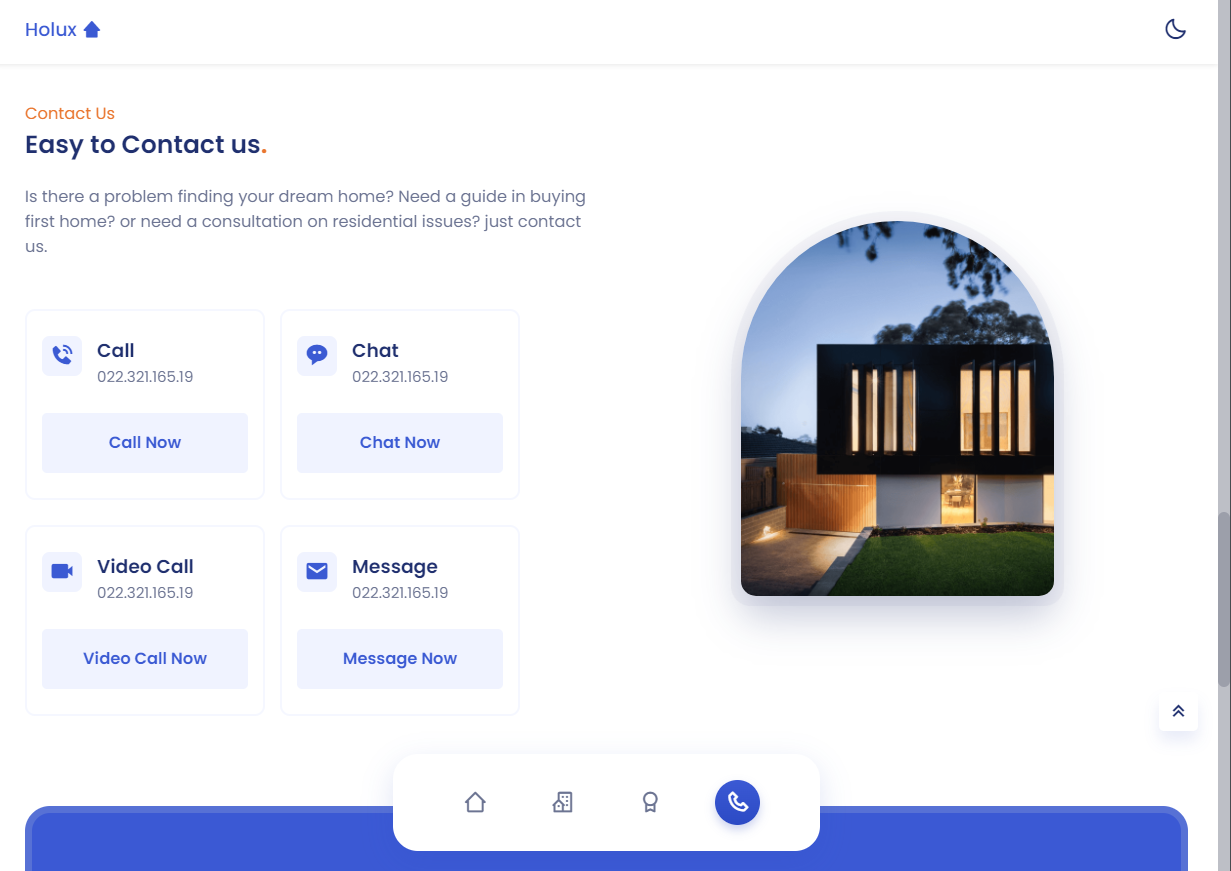 Holux
Contact Us
Easy to Contact us.
Is there a problem finding your dream home? Need a guide in buying
first home? or need a consultation on residential issues? just contact
us.
Call
022.321.165.19
Call Now
Chat
022.321.165.19
Chat Now
Video Call
022.321.165.19
Video Call Now
Message
022.321.165.19
Message Now